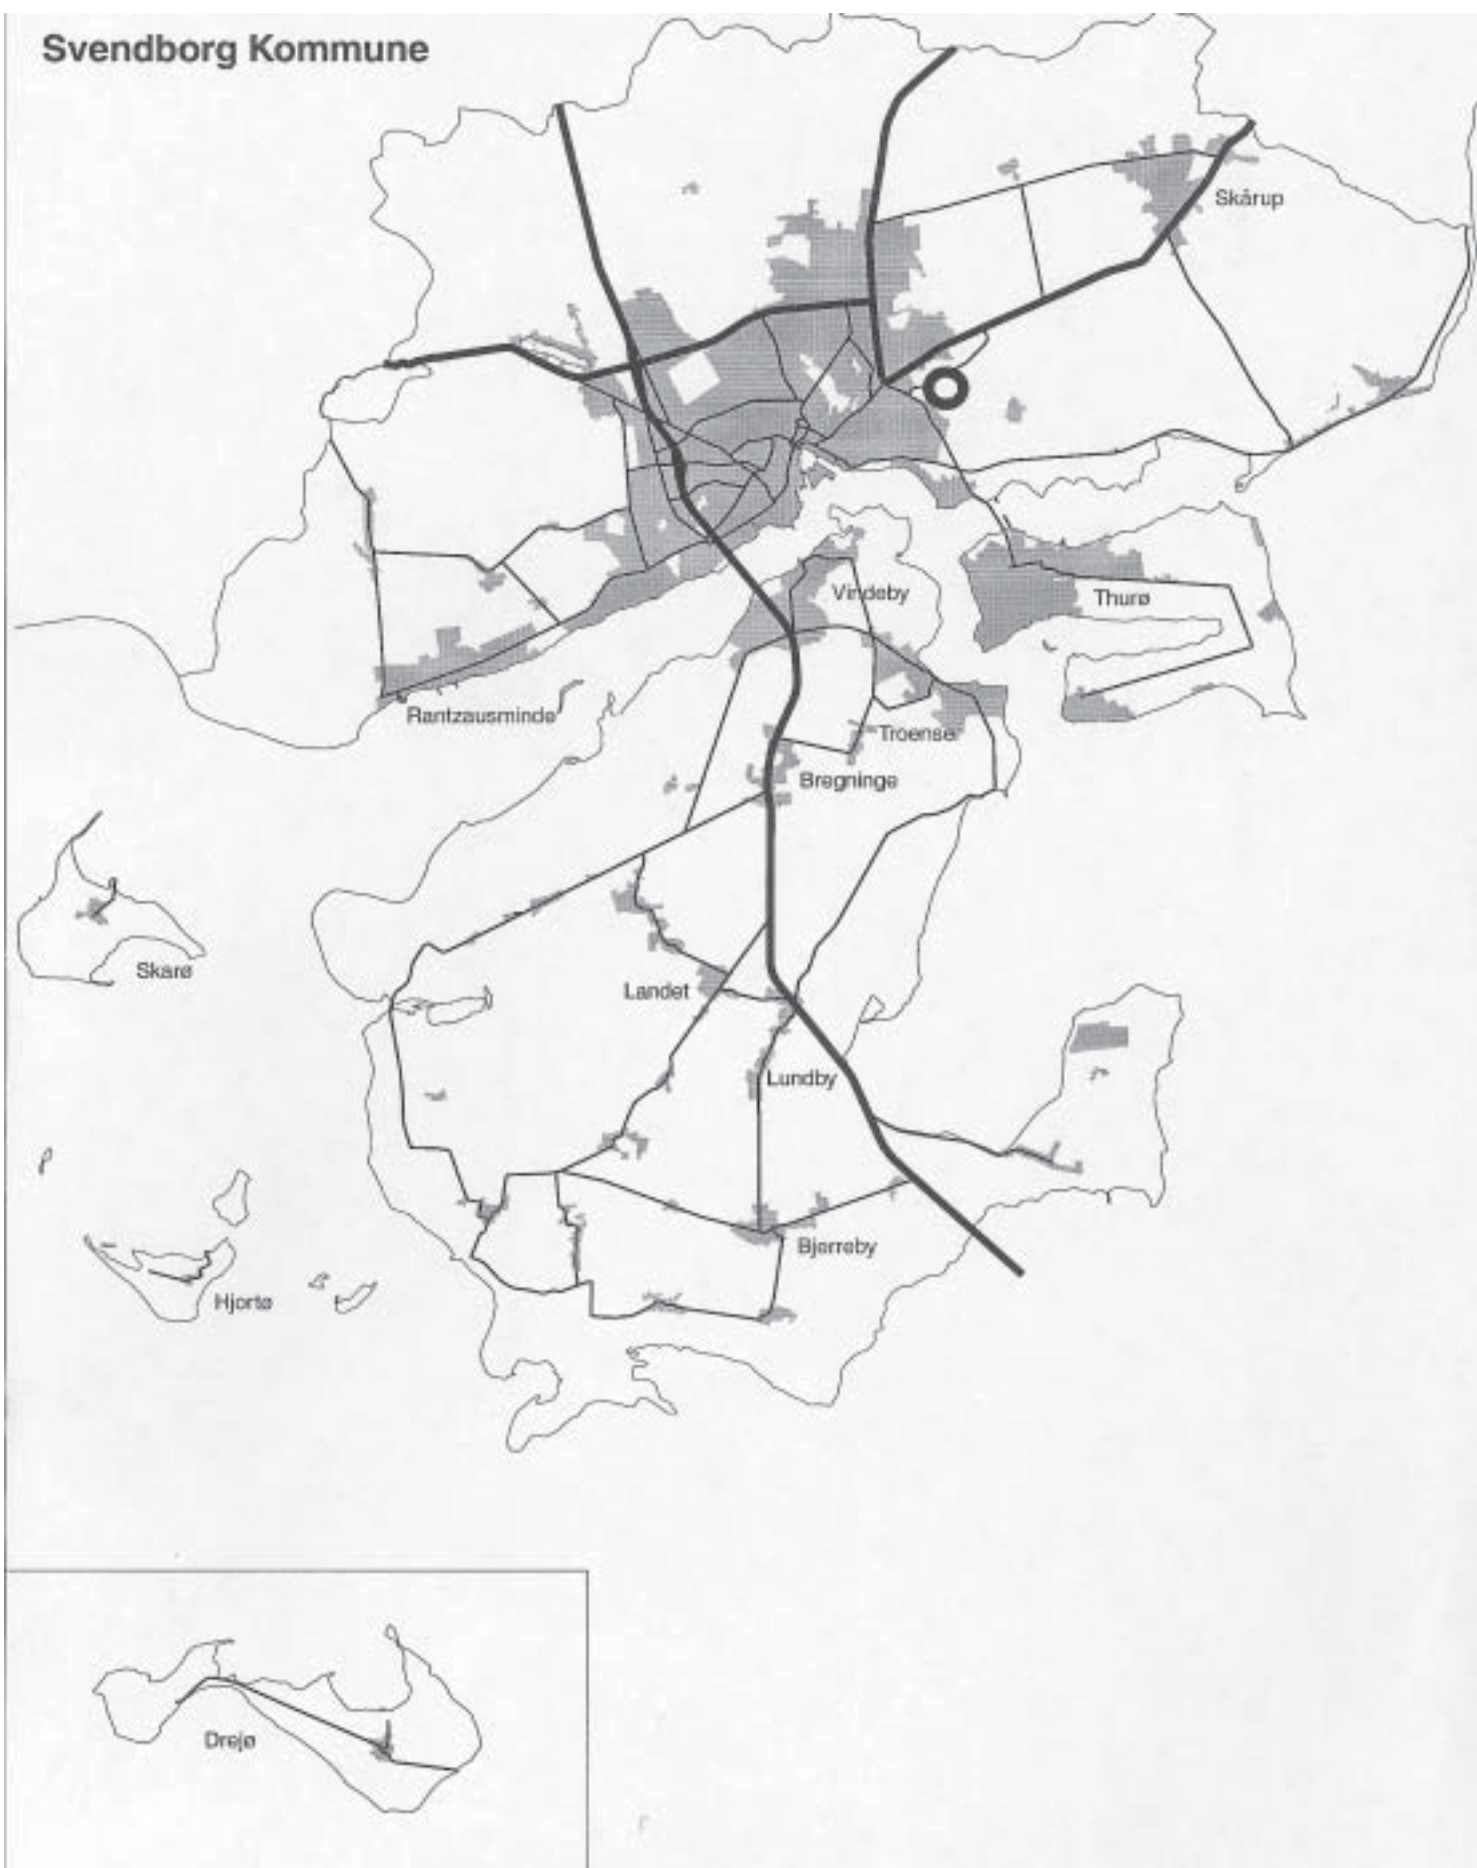 Svendborg Kommune
Skårup
Vindeby
Thurø
Rantzausminde
Troense
Bregninge
Skarø
Landet
Lundby
Bjerreby
Hjortø
Drejø